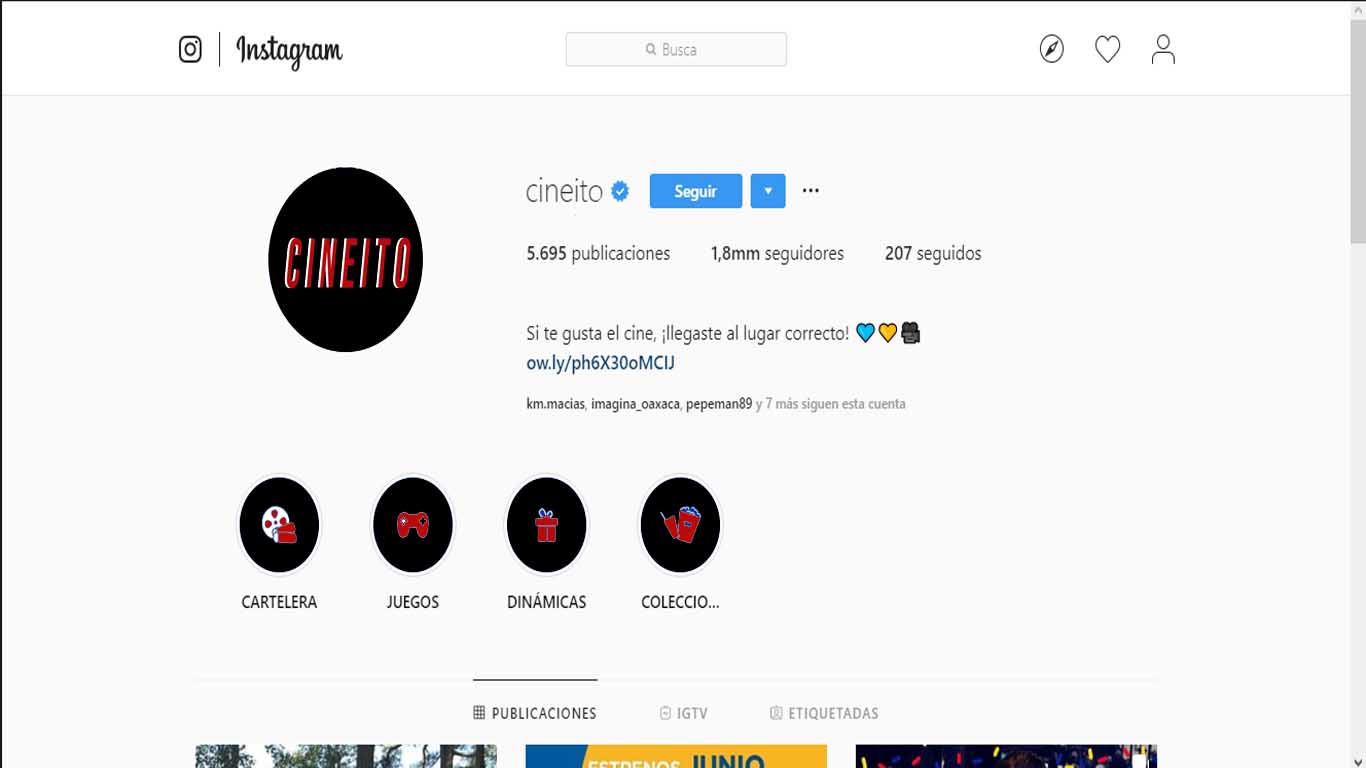 Instagram
Busca
CINEITO
cineito
Seguir
5.695 publicaciones 1,8mm seguidores 207 seguidos
Si te gusta el cine, ¡llegaste al lugar correcto!
ow.ly/ph6X30oMCIJ
km.macias, imagina_oaxaca, pepeman89 y 7 más siguen esta cuenta
CARTELERA JUEGOS DINÁMICAS COLECCIO...
PUBLICACIONES IGTV ETIQUETADAS
ESTRENOS JUNIO